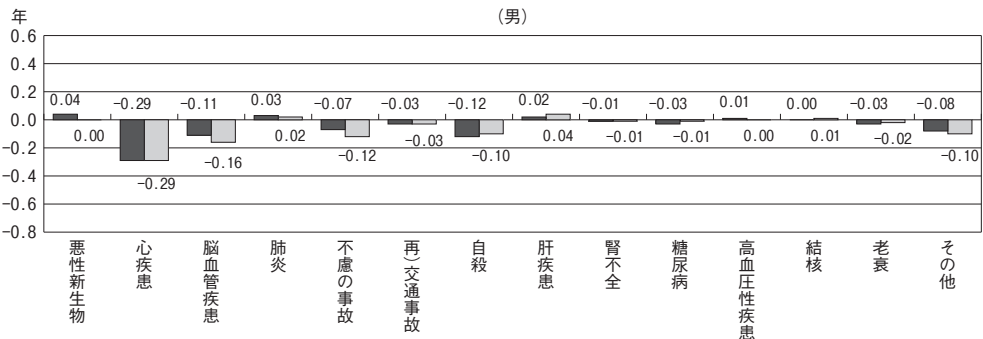 年
(男)
0.6
0.4
0.2
0.0
-0.2
-0.4
-0.6
-0.8
0.04 -0.29 -0.11 0.03 -0.07 -0.03 -0.12 0.02 -0.01 -0.03 0.01 0.00 -0.03 -0.08
0.00 -0.29 -0.16 0.02 -0.12 -0.03 -0.10 0.04 -0.01 -0.01 0.00 0.01 -0.02 -0.10
悪性新生物
心疾患
脳血管疾患
肺炎
不慮の事故
再)交通事故
自殺
肝疾患
腎不全
糖尿病
高血圧性疾患
結核
老衰
その他